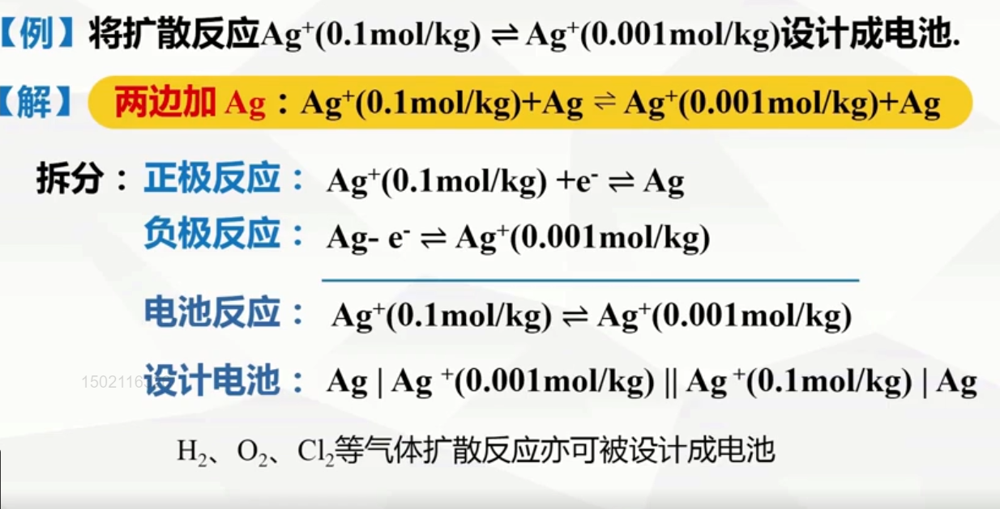 【例】将扩散反应Ag⁺(0.1mol/kg) ⇌ Ag⁺(0.001mol/kg)设计成电池.
【解】两边加 Ag：Ag⁺(0.1mol/kg)+Ag ⇌ Ag⁺(0.001mol/kg)+Ag
拆分：正极反应： Ag⁺(0.1mol/kg) +e⁻ ⇌ Ag
负极反应： Ag- e⁻ ⇌ Ag⁺(0.001mol/kg)
电池反应： Ag⁺(0.1mol/kg) ⇌ Ag⁺(0.001mol/kg)
设计电池： Ag | Ag ⁺(0.001mol/kg) || Ag ⁺(0.1mol/kg) | Ag
H₂、O₂、Cl₂等气体扩散反应亦可被设计成电池